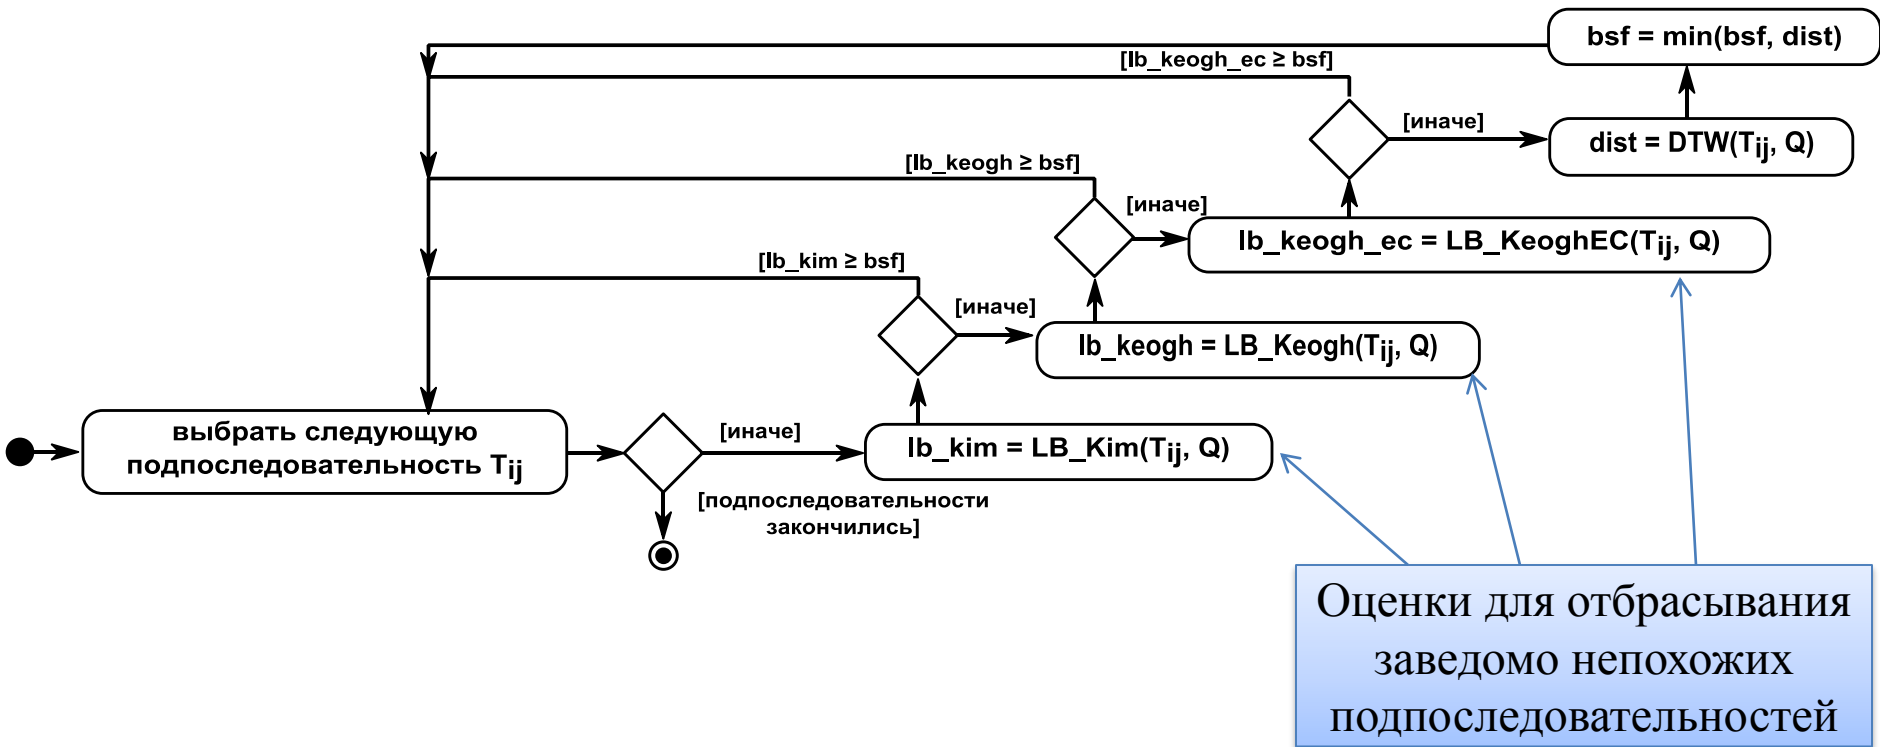 bsf = min(bsf, dist)
[lb_keogh_ec ≥ bsf]
[иначе]
dist = DTW(Tij, Q)
[lb_keogh ≥ bsf]
[иначе]
lb_keogh_ec = LB_KeoghEC(Tij, Q)
[lb_kim ≥ bsf]
[иначе]
lb_keogh = LB_Keogh(Tij, Q)
выбрать следующую
подпоследовательность Tij
[иначе]
lb_kim = LB_Kim(Tij, Q)
[подпоследовательности
закончились]
Оценки для отбрасывания
заведомо непохожих
подпоследовательностей